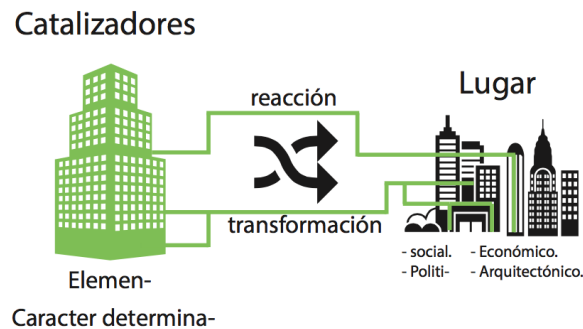 Catalizadores
Lugar
reacción
transformación
- social. - Económico.
- Politi- - Arquitectónico.
Elemen-
Caracter determina-